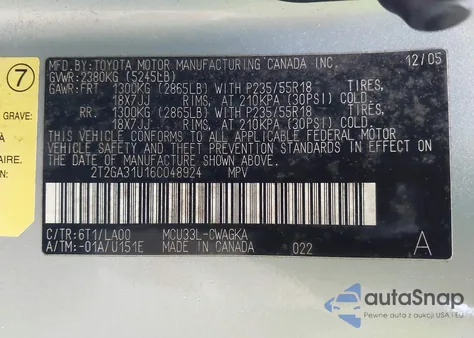 7
À
AIRE.
MFD.BY:TOYOTA MOTOR MANUFACTURING CANADA INC. 12/05
GVWR:2380KG (5245LB)
GAWR:FRT 1300KG (2865LB) WITH P235/55R18 TIRES,
18X7JJ RIMS, AT 210KPA (30PSI) COLD
RR. 1300KG (2865LB) WITH P235/55R18 TIRES,
18X7JJ RIMS, AT 210KPA (30PSI) COLD
THIS VEHICLE CONFORMS TO ALL APPLICABLE FEDERAL MOTOR
VEHICLE SAFETY AND THEFT PREVENTION STANDARDS IN EFFECT ON
THE DATE OF MANUFACTURE SHOWN ABOVE.
2T2GA31U16C048924 MPV
C/TR:6T1/LA00 MCU33L-CWAGKA
A/TM:-01A/U151E MADE IN CANADA 022 A
autoSnap
Pewne auta z aukcji USA i EU